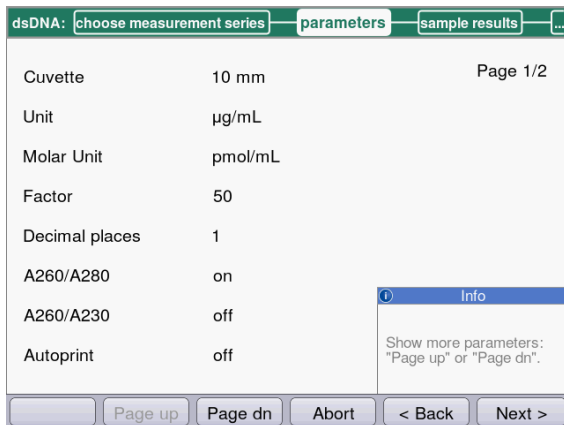 dsDNA: choose measurement series parameters sample results ...
Page 1/2
Cuvette 10 mm
Unit µg/mL
Molar Unit pmol/mL
Factor 50
Decimal places 1
A260/A280 on
A260/A230 off
Autoprint off
Info
Show more parameters:
"Page up" or "Page dn".
Page up Page dn Abort < Back Next >